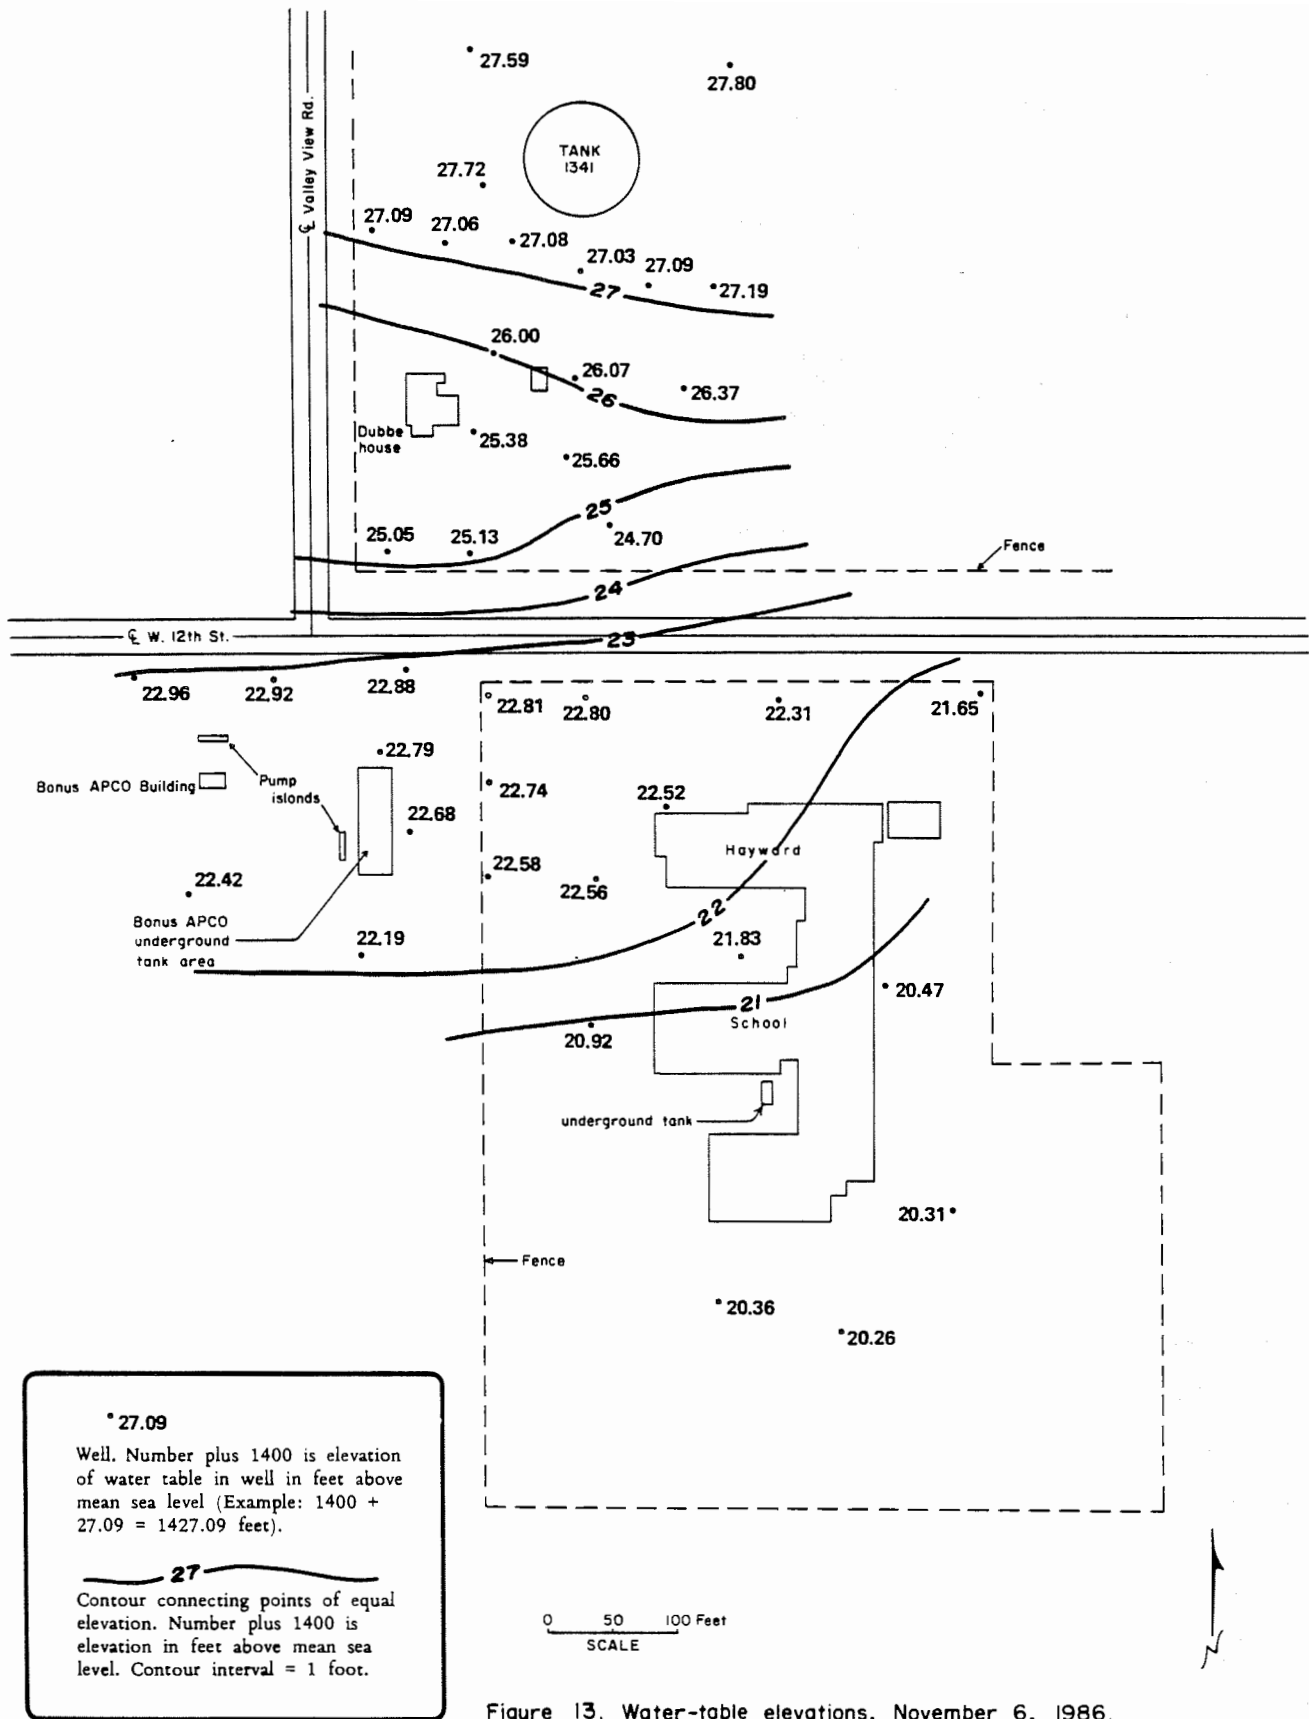 27.59
27.80
℄ Valley View Rd.
TANK
1341
27.72
27.09
27.06
27.08
27.03
27.09
27.19
27
26.00
26.07
26.37
26
Dubbe
house
25.38
25.66
25
25.05
25.13
24.70
Fence
24
℄ W. 12th St.
23
22.96
22.92
22.88
22.81
22.80
22.31
21.65
22.79
Bonus APCO Building
Pump
islands
22.74
22.52
22.68
Hayward
22.58
22.56
22.42
22
Bonus APCO
underground
tank area
22.19
21.83
20.47
21
School
20.92
underground tank
20.31
Fence
20.36
20.26
27.09
Well. Number plus 1400 is elevation
of water table in well in feet above
mean sea level (Example: 1400 +
27.09 = 1427.09 feet).
27
Contour connecting points of equal
elevation. Number plus 1400 is
elevation in feet above mean sea
level. Contour interval = 1 foot.
0 50 100 Feet
SCALE
N
Figure 13. Water-table elevations, November 6, 1986.